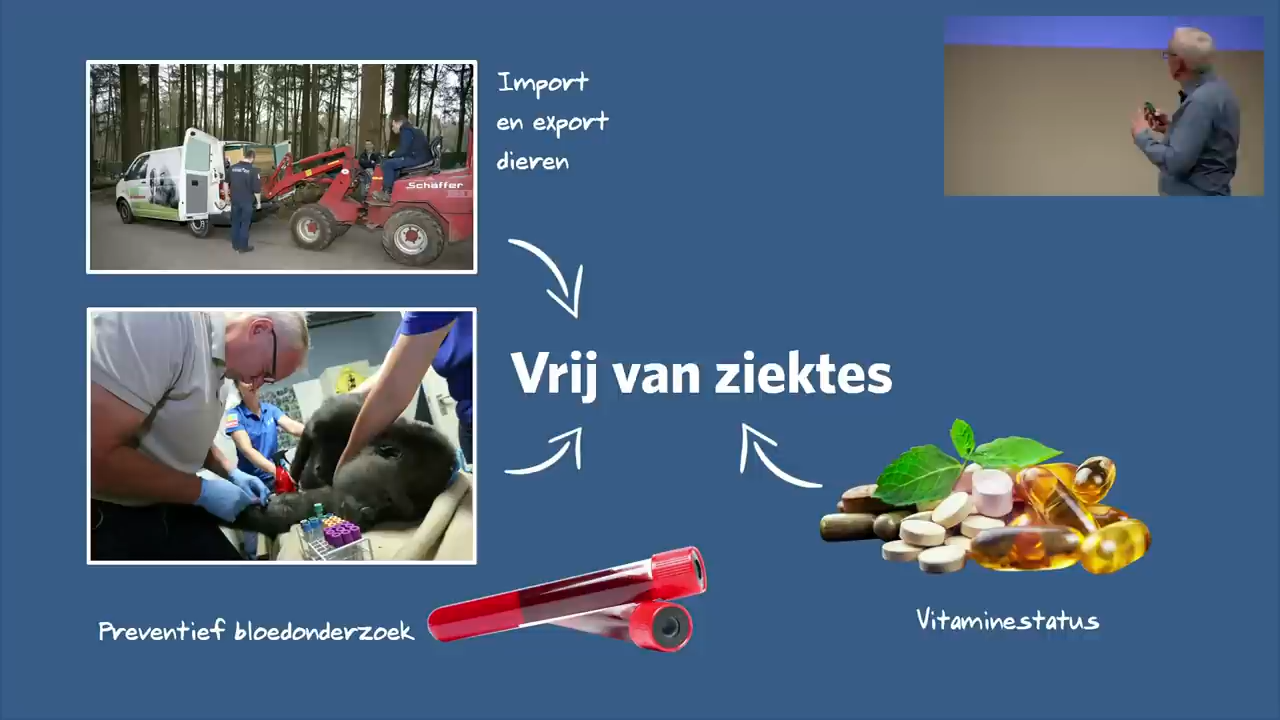 Import
en export
dieren
Schäffer
Vrij van ziektes
Preventief bloedonderzoek
Vitaminestatus